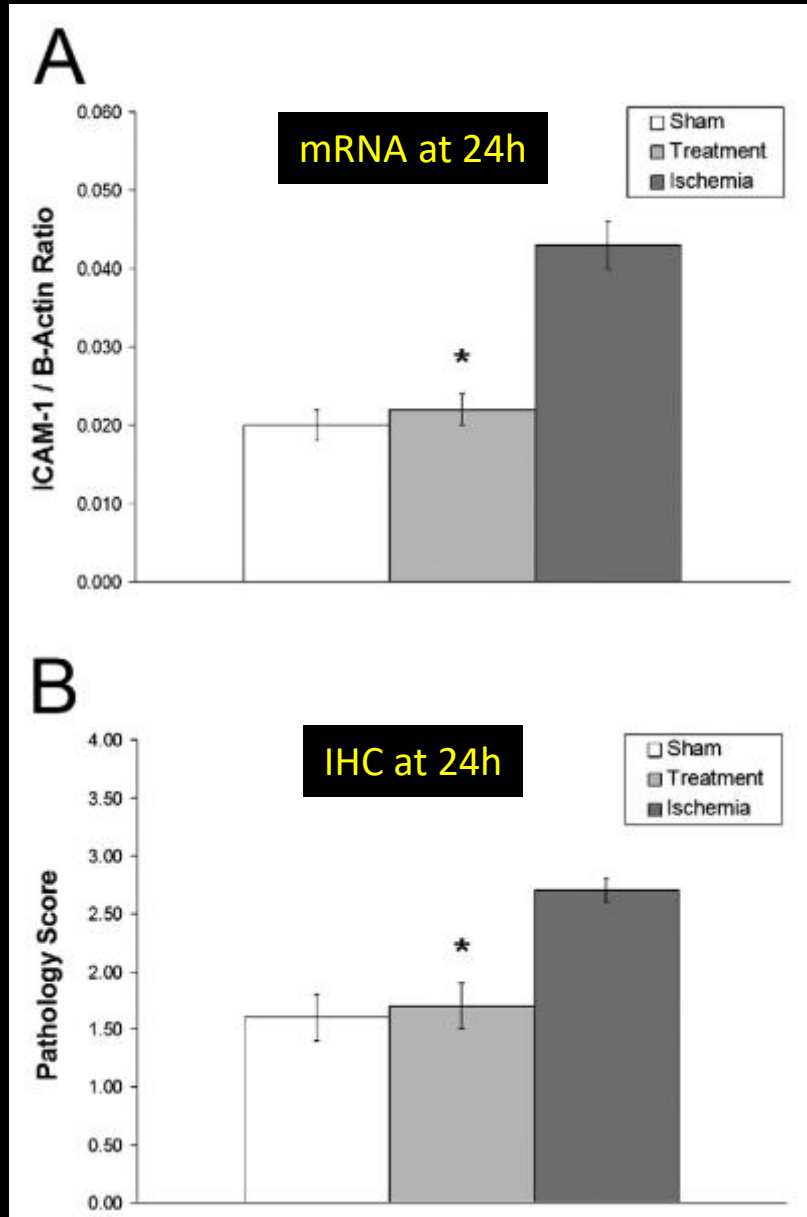 A
mRNA at 24h
Sham
Treatment
Ischemia
ICAM-1 / B-Actin Ratio
0.060
0.050
0.040
0.030
0.020
0.010
0.000
*
B
IHC at 24h
Sham
Treatment
Ischemia
Pathology Score
4.00
3.50
3.00
2.50
2.00
1.50
1.00
0.50
0.00
*